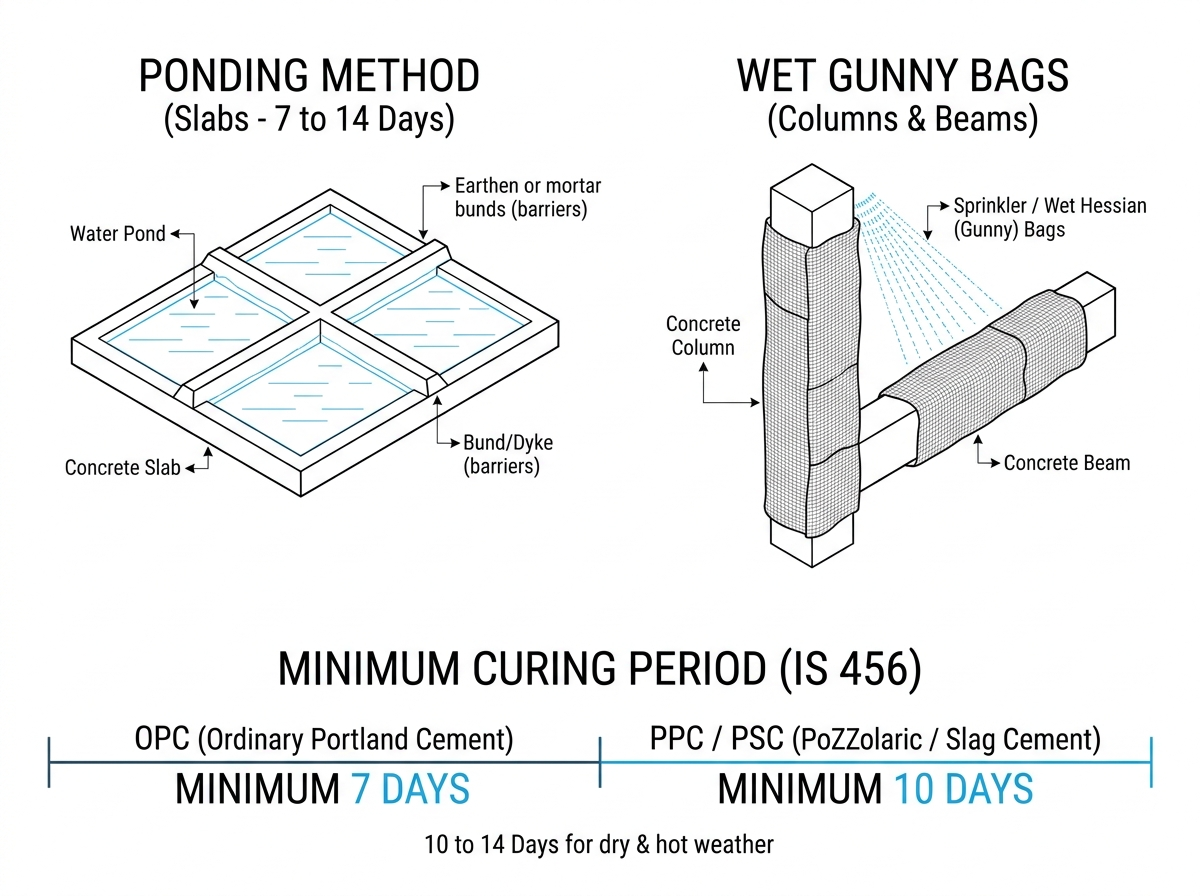 PONDING METHOD
(Slabs - 7 to 14 Days)
Water Pond
Earthen or mortar
bunds (barriers)
Concrete Slab
Bund/Dyke
(barriers)
WET GUNNY BAGS
(Columns & Beams)
Sprinkler / Wet Hessian
(Gunny) Bags
Concrete
Column
Concrete Beam
MINIMUM CURING PERIOD (IS 456)
OPC (Ordinary Portland Cement)
MINIMUM 7 DAYS
PPC / PSC (PoZZolaric / Slag Cement)
MINIMUM 10 DAYS
10 to 14 Days for dry & hot weather